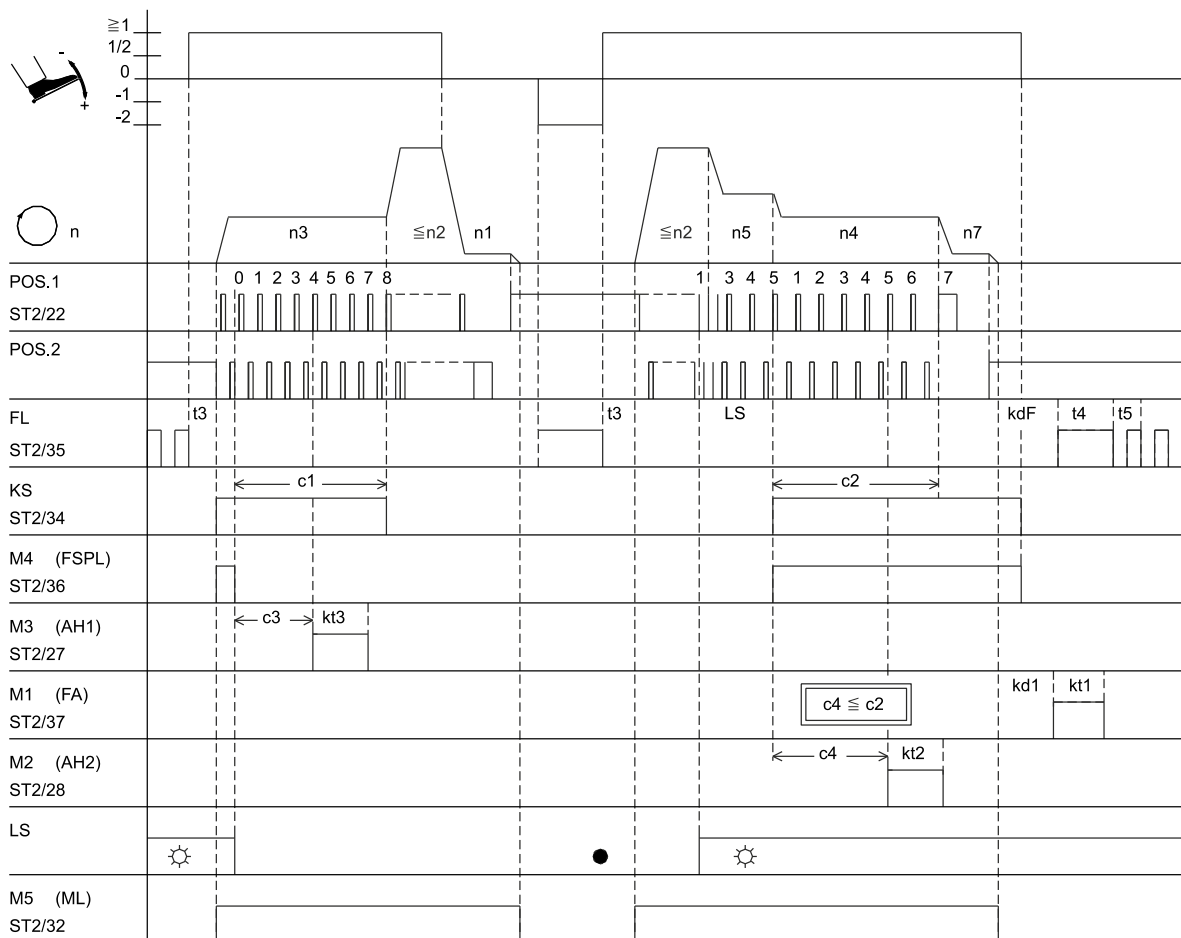 ≧1
1/2
0
-1
-2
-
+
n
n3
≦n2
n1
≦n2
n5
n4
n7
POS.1
ST2/22
0 1 2 3 4 5 6 7 8
1 3 4 5 1 2 3 4 5 6 7
POS.2
FL
ST2/35
t3
t3
LS
kdF
t4
t5
KS
ST2/34
c1
c2
M4 (FSPL)
ST2/36
M3 (AH1)
ST2/27
c3
kt3
M1 (FA)
ST2/37
c4 ≦ c2
kd1
kt1
M2 (AH2)
ST2/28
c4
kt2
LS
M5 (ML)
ST2/32